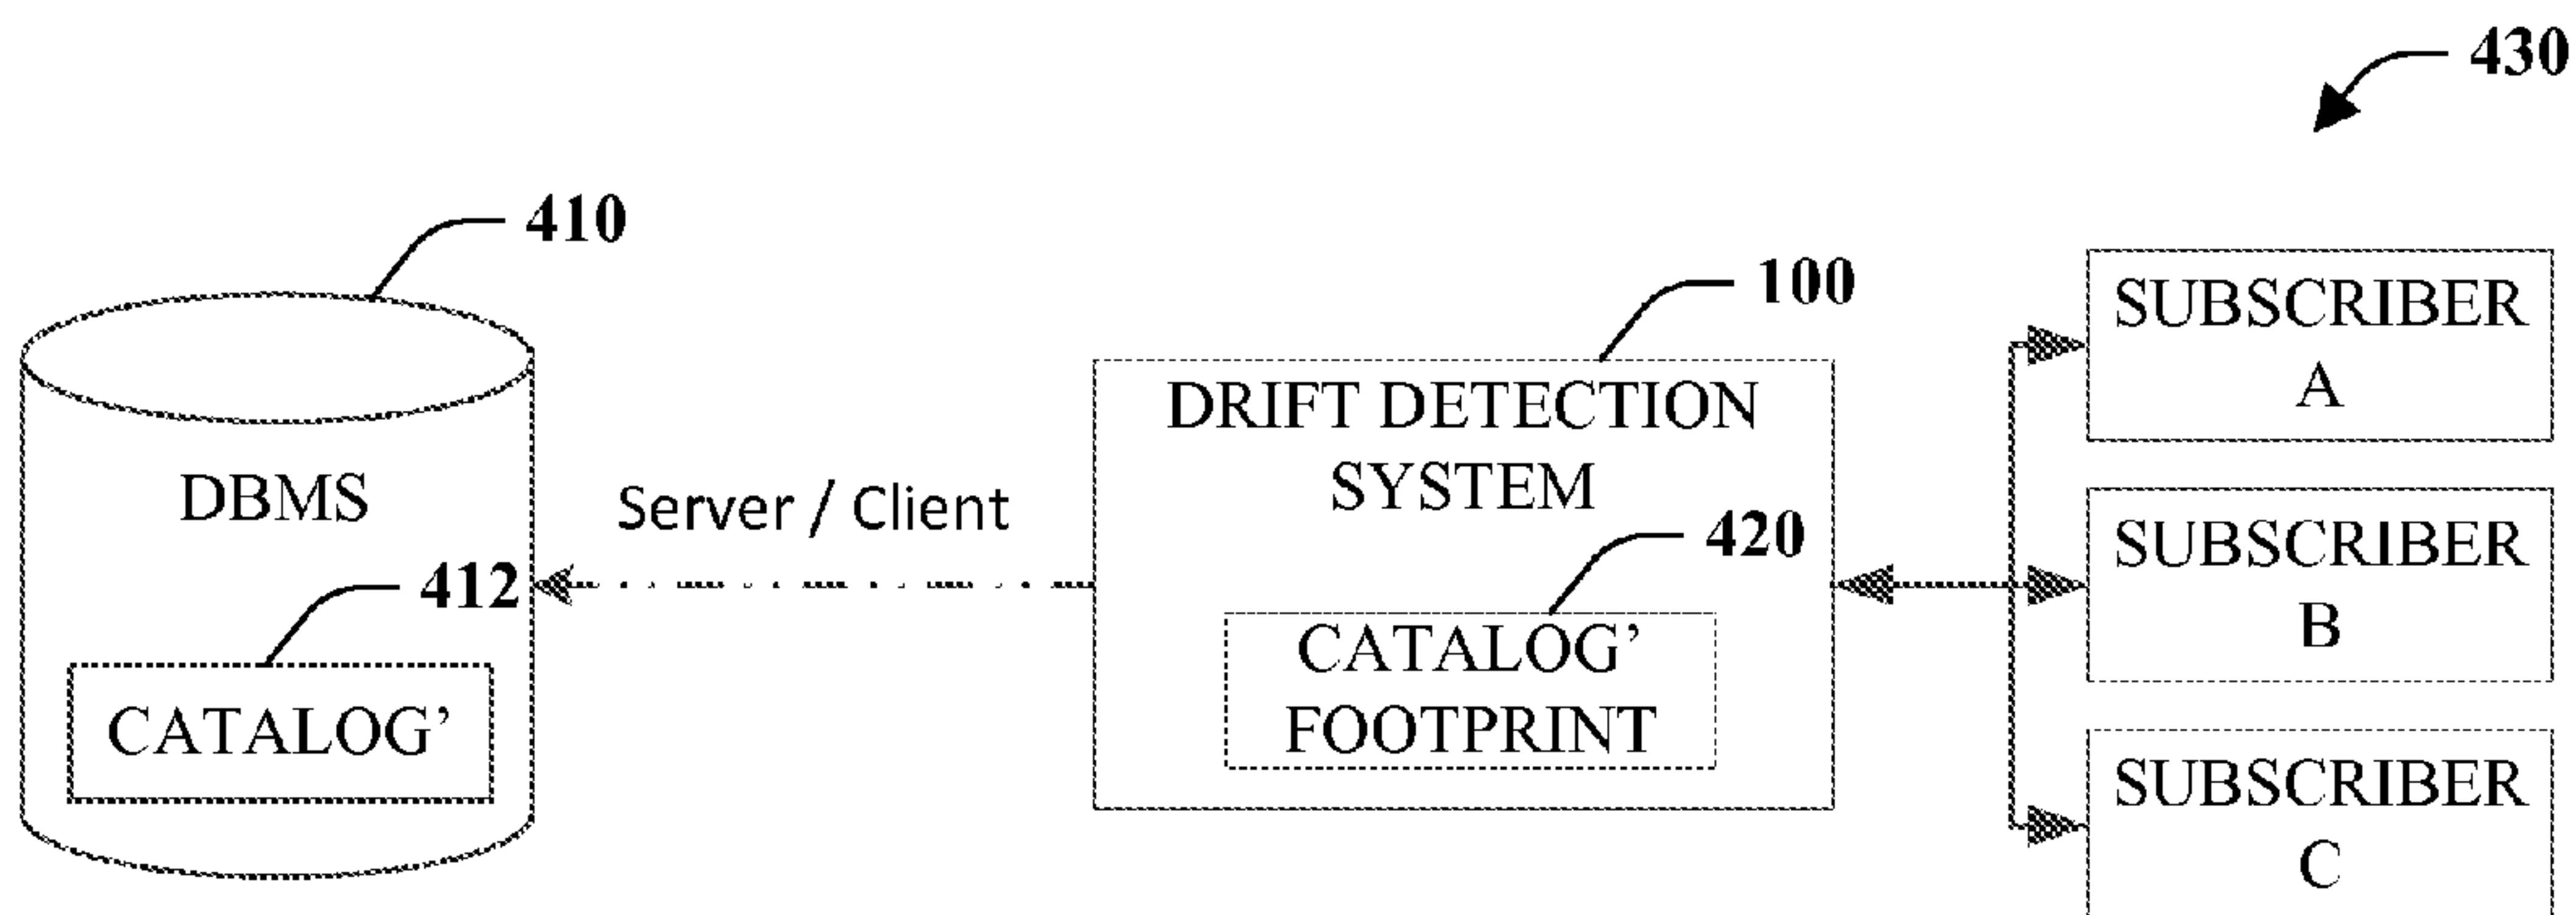 430
410
100
SUBSCRIBER
A
DRIFT DETECTION
SYSTEM
DBMS
Server / Client
420
SUBSCRIBER
B
412
CATALOG’
FOOTPRINT
CATALOG’
SUBSCRIBER
C